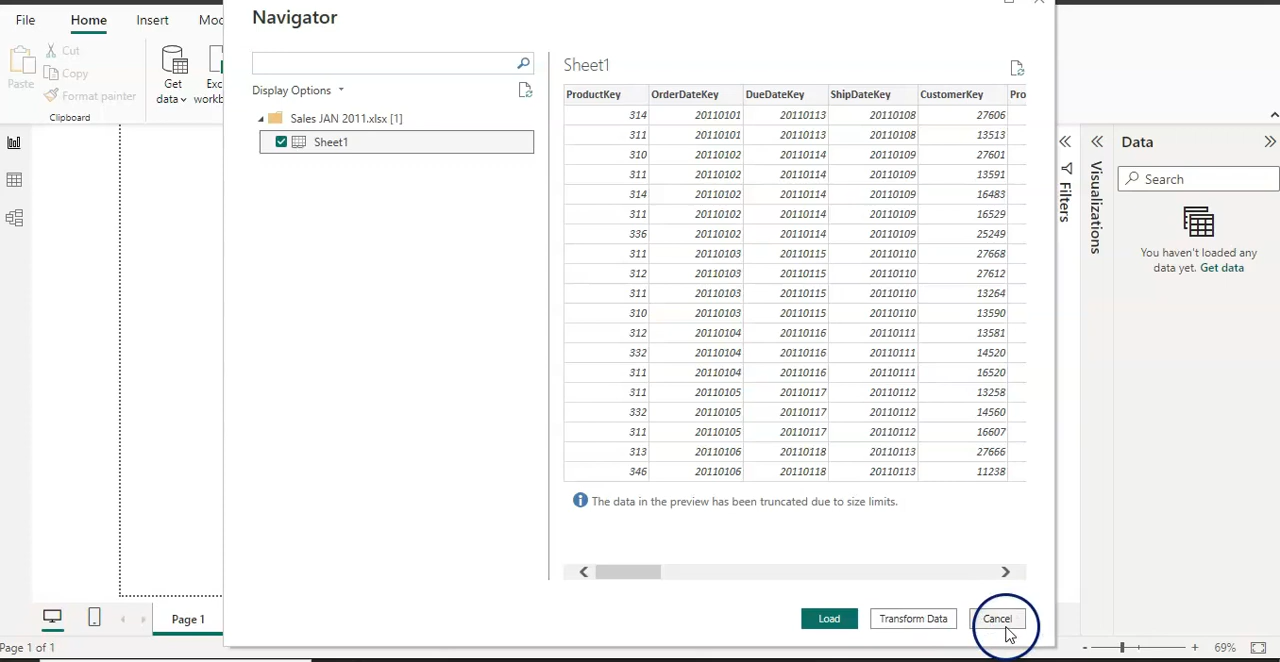 File Home Insert
Navigator
Cut
Copy
Format painter
Paste
Get
data
Clipboard
Display Options
Sales JAN 2011.xlsx [1]
Sheet1
Sheet1
ProductKey OrderDateKey DueDateKey ShipDateKey CustomerKey
314 20110101 20110113 20110108 27606
311 20110101 20110113 20110108 13513
310 20110102 20110114 20110109 27601
311 20110102 20110114 20110109 13591
314 20110102 20110114 20110109 16483
311 20110102 20110114 20110109 16529
336 20110102 20110114 20110109 25249
311 20110103 20110115 20110110 27668
312 20110103 20110115 20110110 27612
311 20110103 20110115 20110110 13264
310 20110103 20110115 20110110 13590
312 20110104 20110116 20110111 13581
332 20110104 20110116 20110111 14520
311 20110104 20110116 20110111 16520
311 20110105 20110117 20110112 13258
332 20110105 20110117 20110112 14560
311 20110105 20110117 20110112 16607
313 20110106 20110118 20110113 27666
346 20110106 20110118 20110113 11238
The data in the preview has been truncated due to size limits.
Load Transform Data Cancel
Filters
Visualizations
Data
Search
You haven't loaded any
data yet. Get data
Page 1
Page 1 of 1
- + 69%